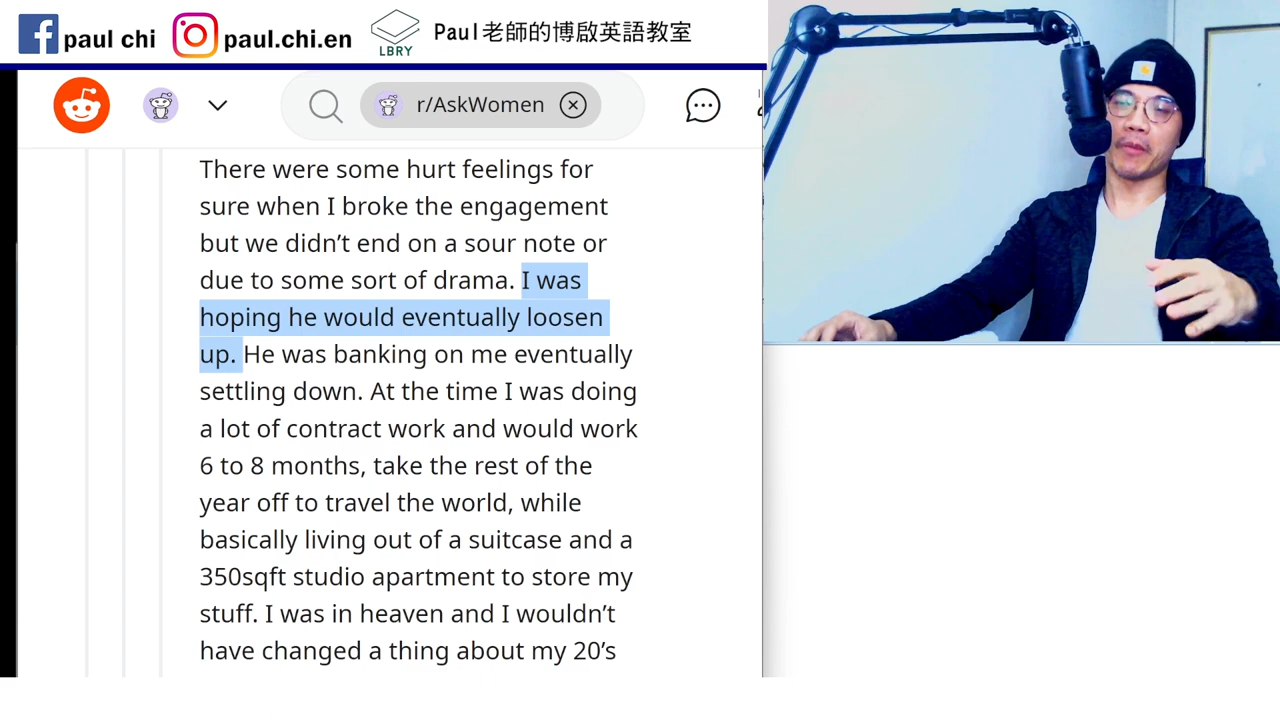 paul chi
paul.chi.en
LBRY
Paul老師的博啟英語教室
r/AskWomen
There were some hurt feelings for
sure when I broke the engagement
but we didn’t end on a sour note or
due to some sort of drama. I was
hoping he would eventually loosen
up. He was banking on me eventually
settling down. At the time I was doing
a lot of contract work and would work
6 to 8 months, take the rest of the
year off to travel the world, while
basically living out of a suitcase and a
350sqft studio apartment to store my
stuff. I was in heaven and I wouldn’t
have changed a thing about my 20’s